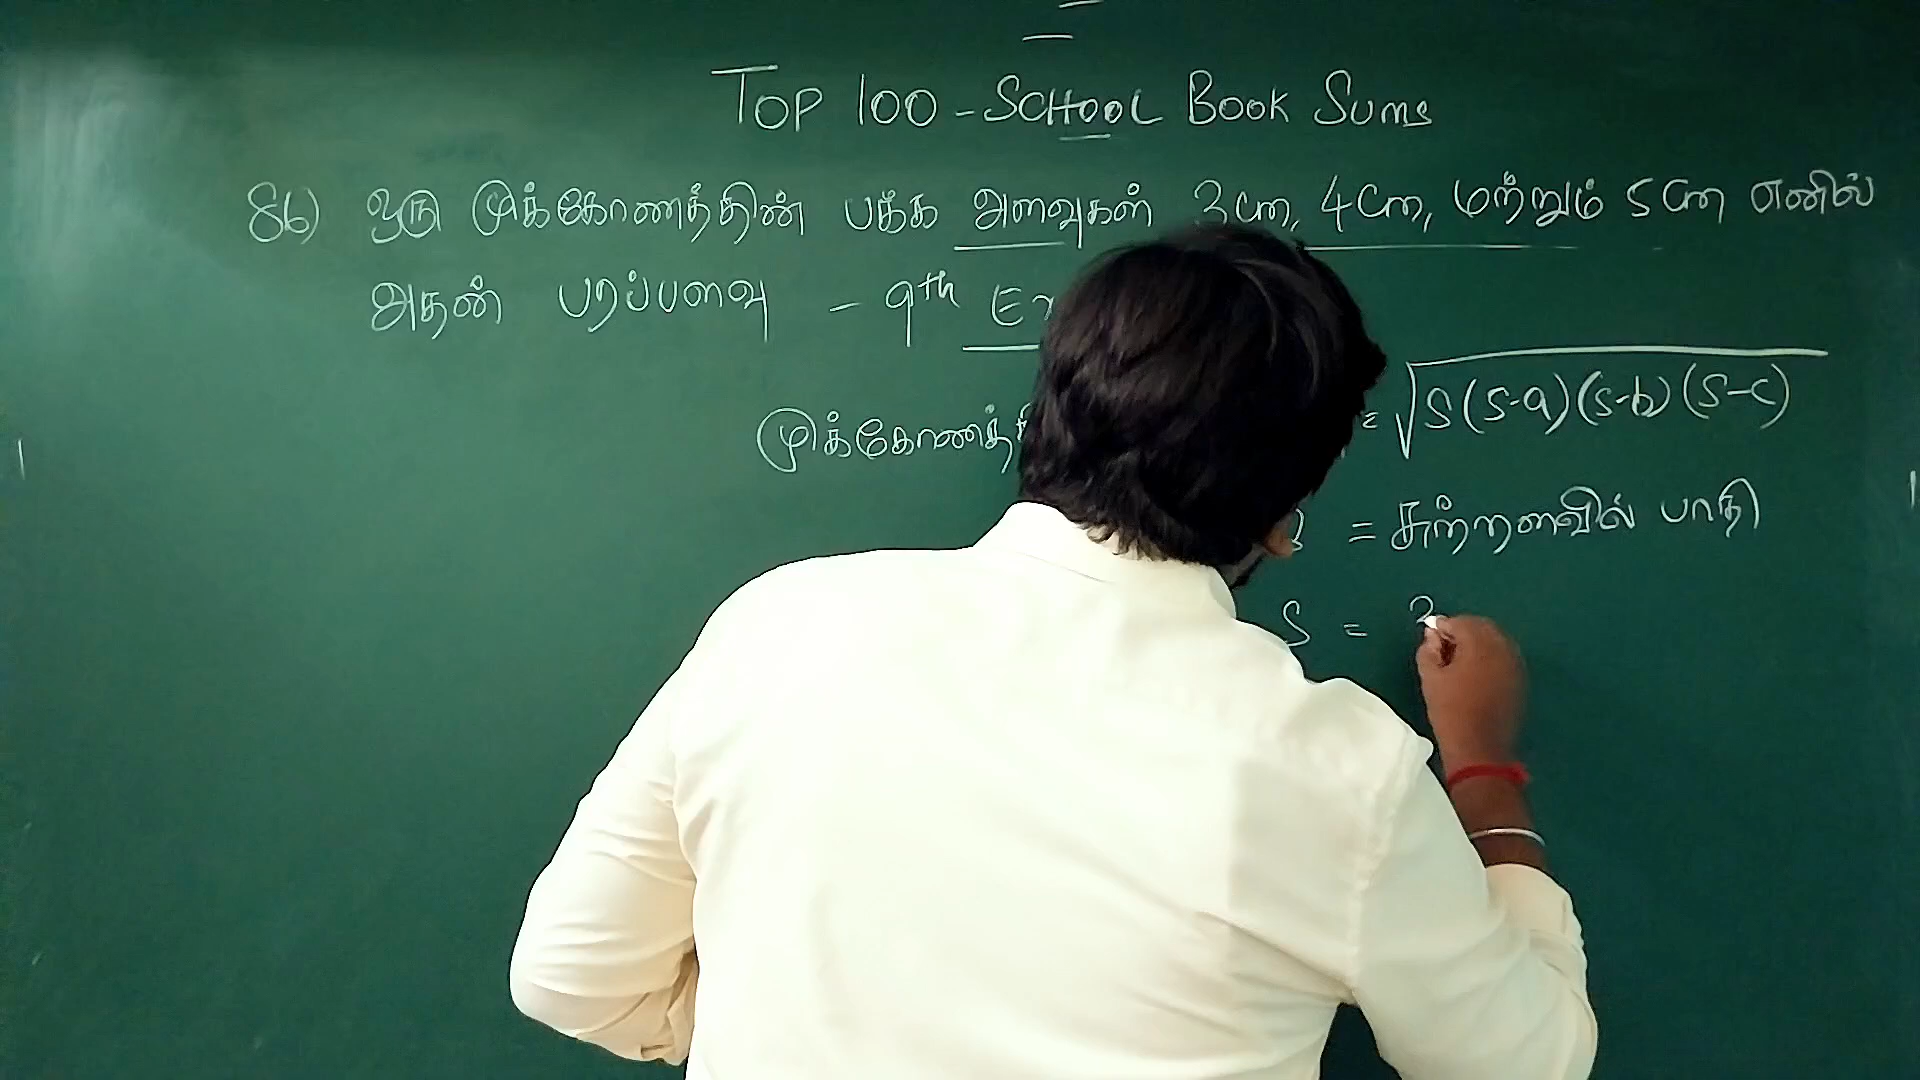 TOP 100 - SCHOOL Book Sums
86) ஒரு முக்கோணத்தின் பக்க அளவுகள் 3cm, 4cm, மற்றும் 5cm எனில்
அதன் பரப்பளவு - 9th
= √S(S-a)(S-b)(S-c)
= சுற்றளவில் பாதி
S =